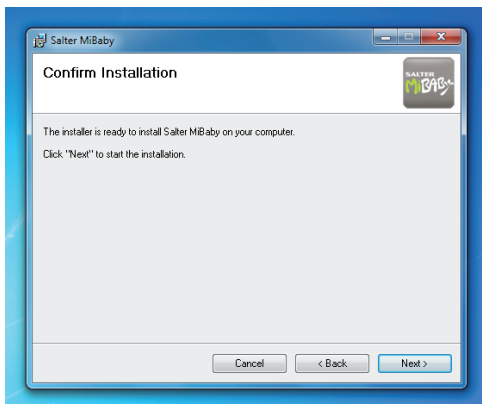 Salter MiBaby
Confirm Installation
SALTER
MiBABY
The installer is ready to install Salter MiBaby on your computer.
Click "Next" to start the installation.
Cancel
< Back
Next >